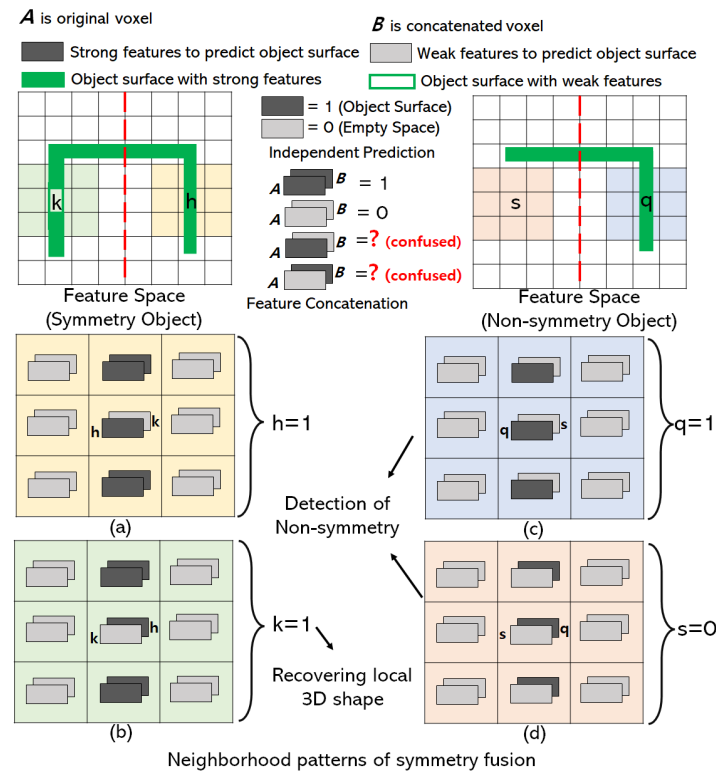 A is original voxel
B is concatenated voxel
Strong features to predict object surface
Weak features to predict object surface
Object surface with strong features
Object surface with weak features
= 1 (Object Surface)
= 0 (Empty Space)
Independent Prediction
A B = 1
A B = 0
A B =? (confused)
A B =? (confused)
Feature Concatenation
k
h
Feature Space
(Symmetry Object)
s
q
Feature Space
(Non-symmetry Object)
h k
h=1
(a)
q s
q=1
(c)
Detection of
Non-symmetry
k h
k=1
(b)
Recovering local
3D shape
s q
s=0
(d)
Neighborhood patterns of symmetry fusion